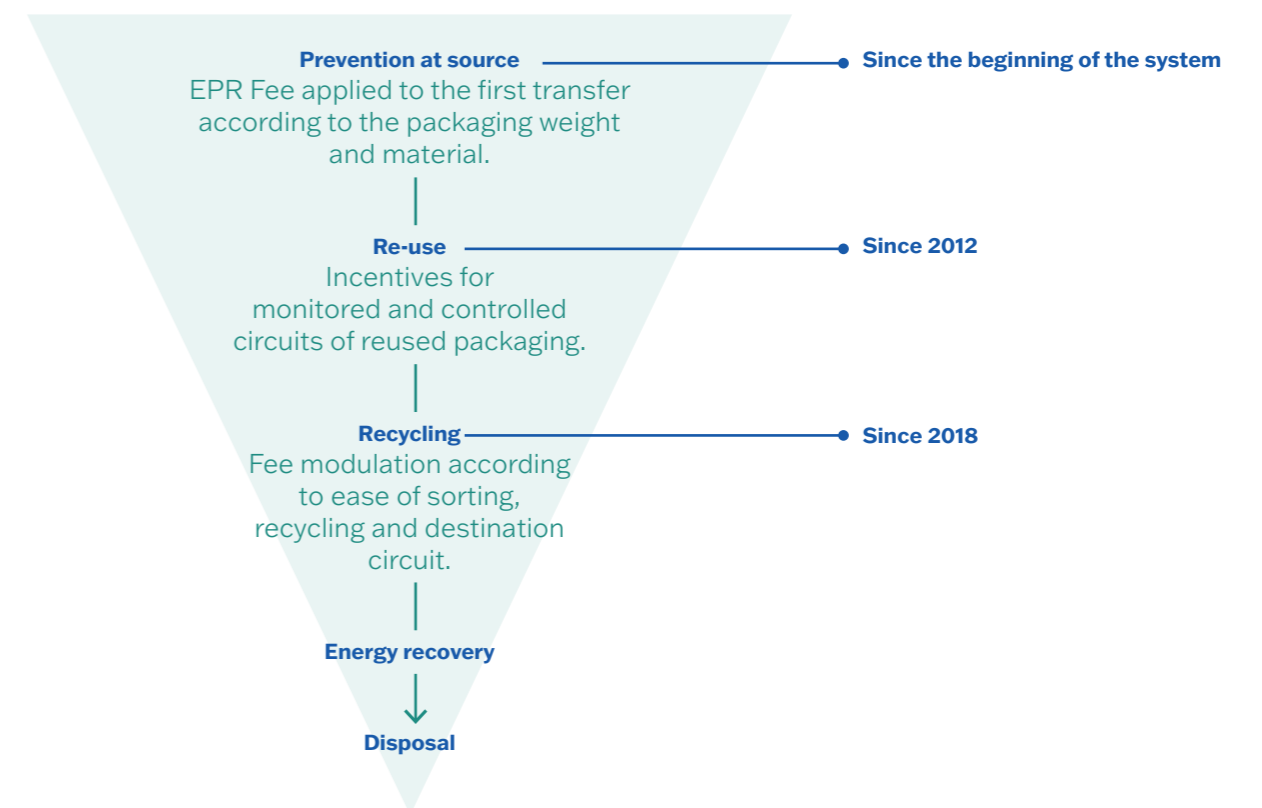 Prevention at source
Since the beginning of the system
EPR Fee applied to the first transfer
according to the packaging weight
and material.
Re-use
Since 2012
Incentives for
monitored and controlled
circuits of reused packaging.
Recycling
Since 2018
Fee modulation according
to ease of sorting,
recycling and destination
circuit.
Energy recovery
Disposal